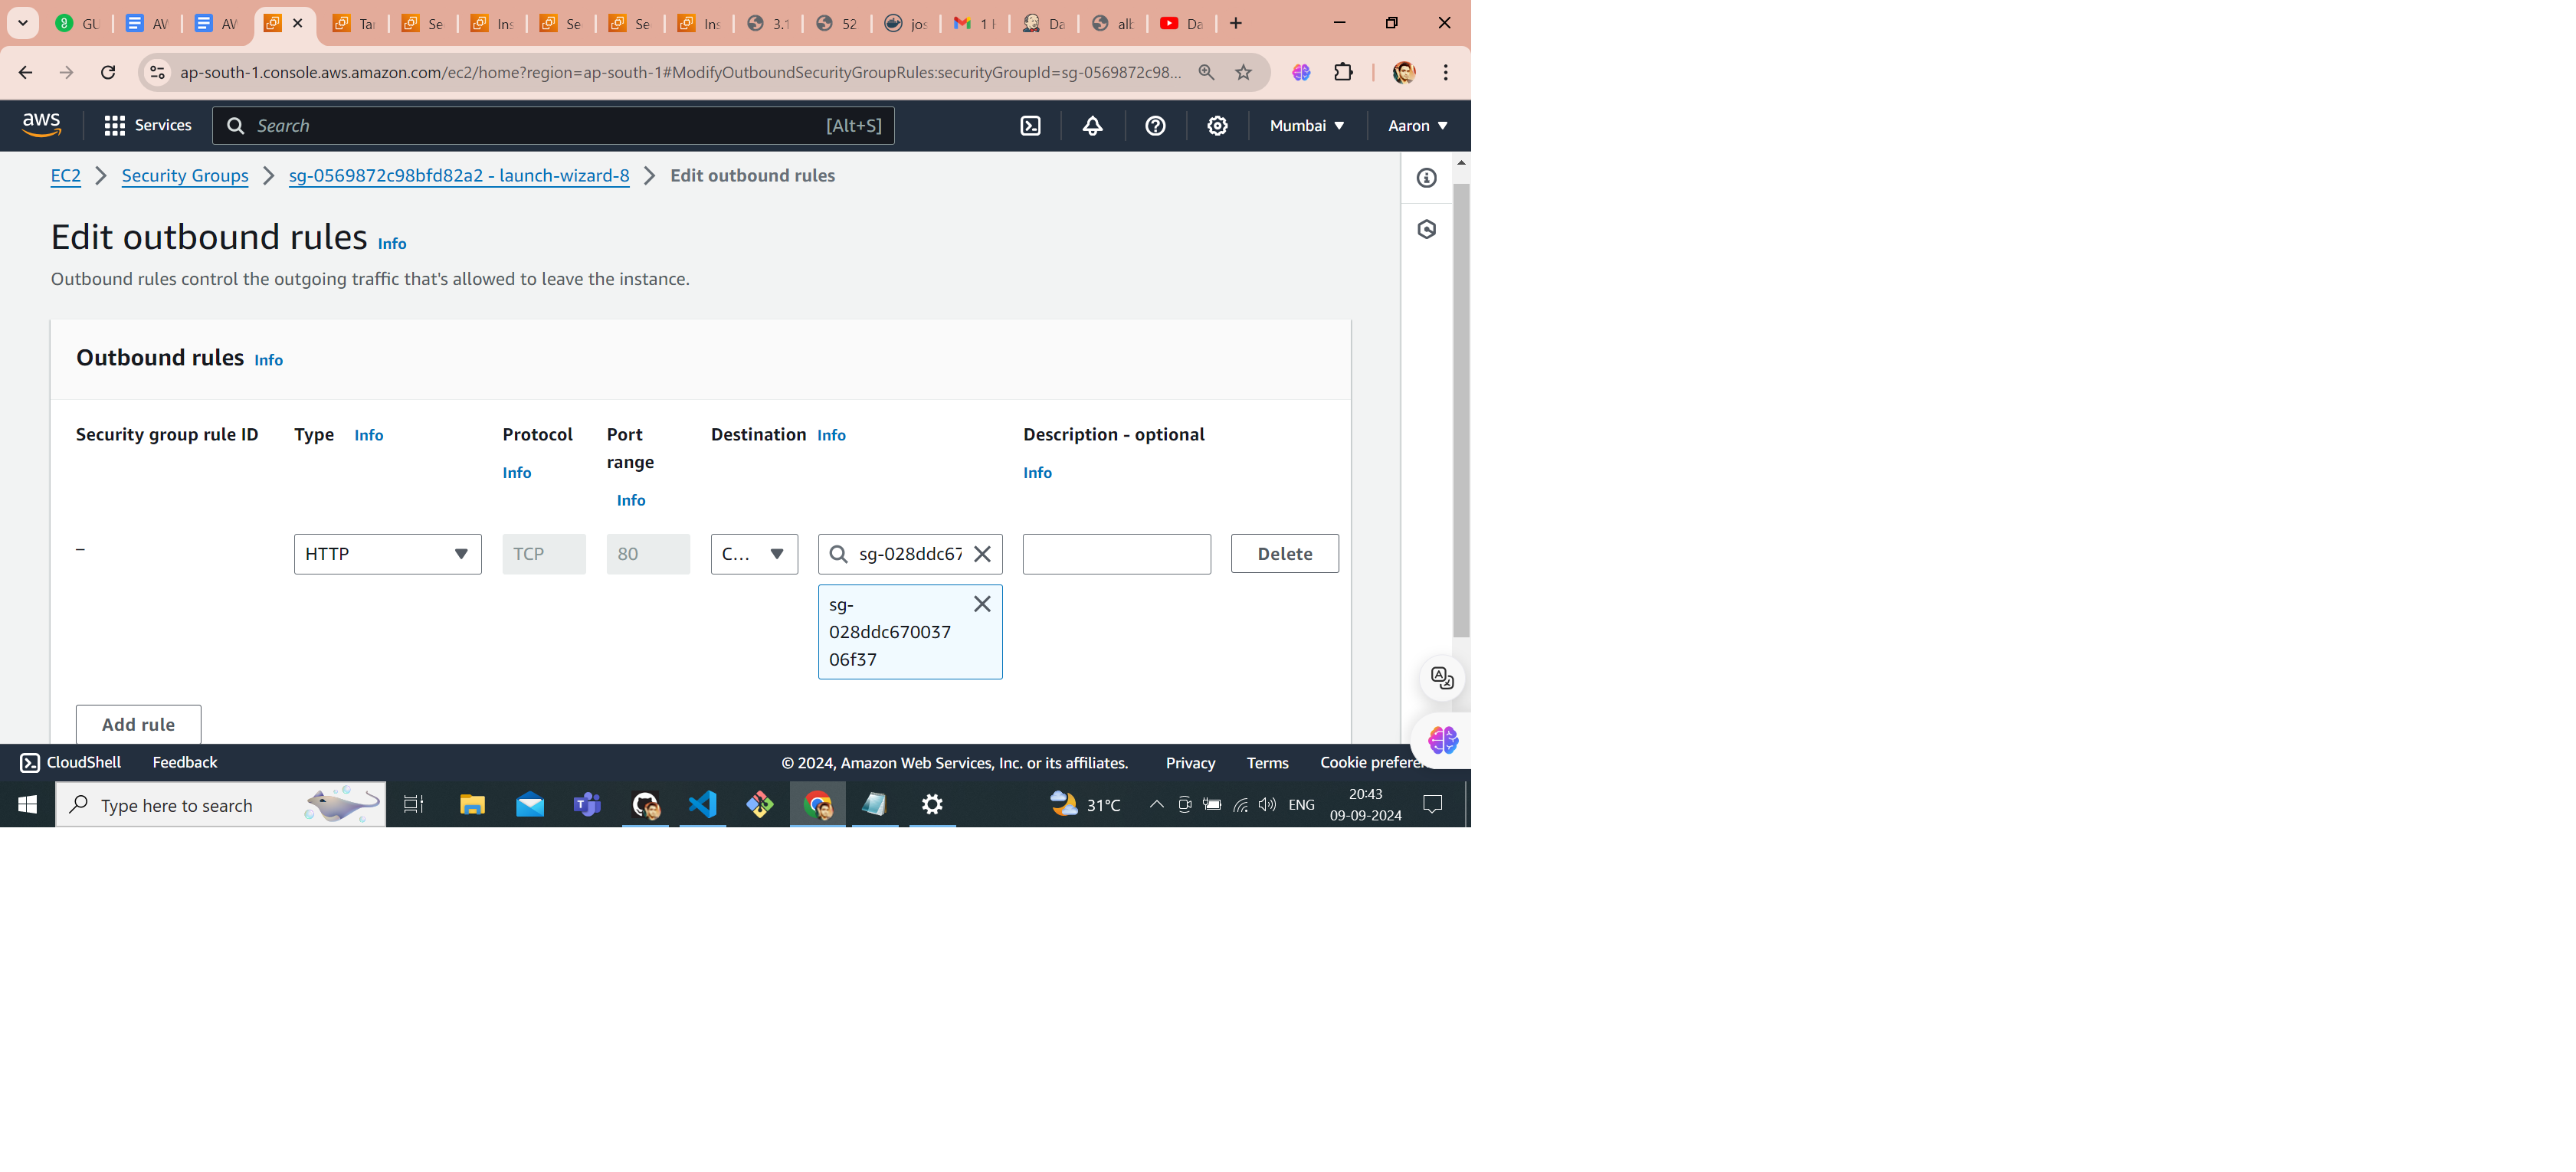 GU
AW
AW
Tar
Se
Ins
Se
Se
Ins
3.1
52
jos
1
Da
alb
Da
ap-south-1.console.aws.amazon.com/ec2/home?region=ap-south-1#ModifyOutboundSecurityGroupRules:securityGroupId=sg-0569872c98...
aws
Services
Search
[Alt+S]
Mumbai
Aaron
EC2
Security Groups
sg-0569872c98bfd82a2 - launch-wizard-8
Edit outbound rules
Edit outbound rules Info
Outbound rules control the outgoing traffic that's allowed to leave the instance.
Outbound rules Info
Security group rule ID
Type Info
Protocol
Info
Port
range
Info
Destination Info
Description - optional
Info
–
HTTP
TCP
80
C...
sg-028ddc67
Delete
sg-
028ddc670037
06f37
Add rule
CloudShell
Feedback
© 2024, Amazon Web Services, Inc. or its affiliates.
Privacy
Terms
Cookie prefere
Type here to search
31°C
ENG
20:43
09-09-2024